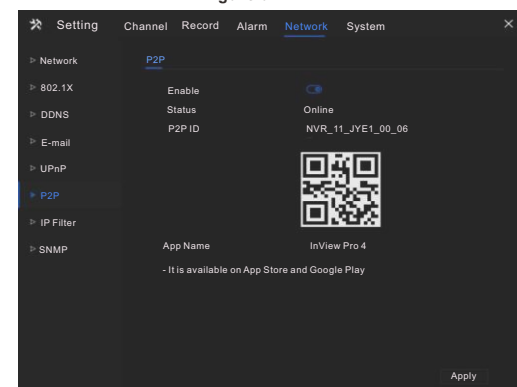 Setting Channel Record Alarm Network System
Network
802.1X
DDNS
E-mail
UPnP
P2P
IP Filter
SNMP
P2P
Enable
Status Online
P2P ID NVR_11_JYE1_00_06
App Name InView Pro 4
- It is available on App Store and Google Play
Apply